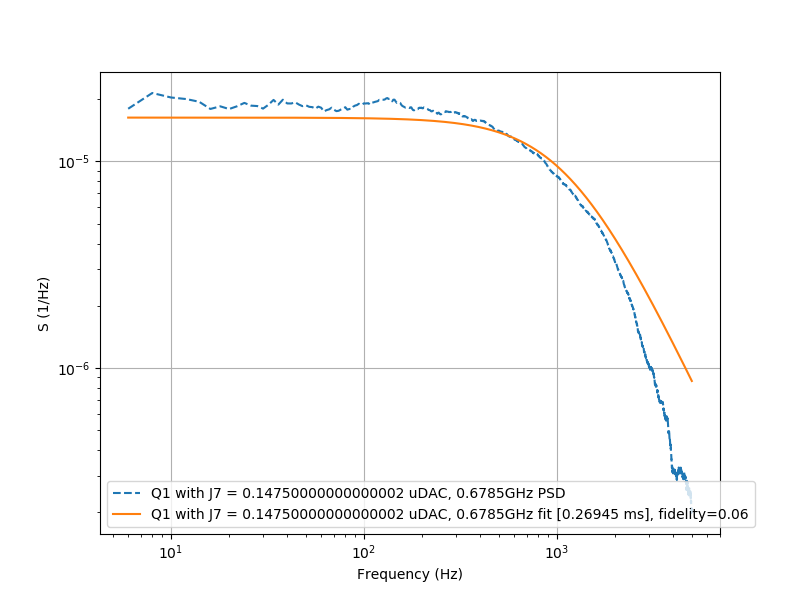 10⁻⁵
10⁻⁶
S (1/Hz)
Q1 with J7 = 0.14750000000000002 uDAC, 0.6785GHz PSD
Q1 with J7 = 0.14750000000000002 uDAC, 0.6785GHz fit [0.26945 ms], fidelity=0.06
10¹ 10² 10³
Frequency (Hz)